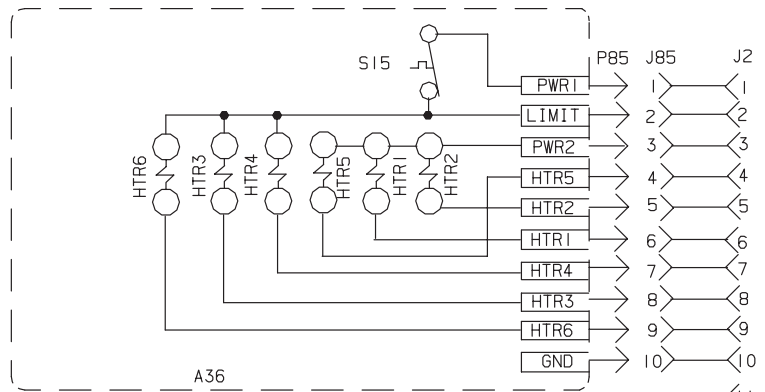 P85 J85 J2
S15
PWR1 1 1
LIMIT 2 2
PWR2 3 3
HTR5 4 4
HTR2 5 5
HTR1 6 6
HTR4 7 7
HTR3 8 8
HTR6 9 9
GND 10 10
HTR6 HTR3 HTR4 HTR5 HTR1 HTR2
A36